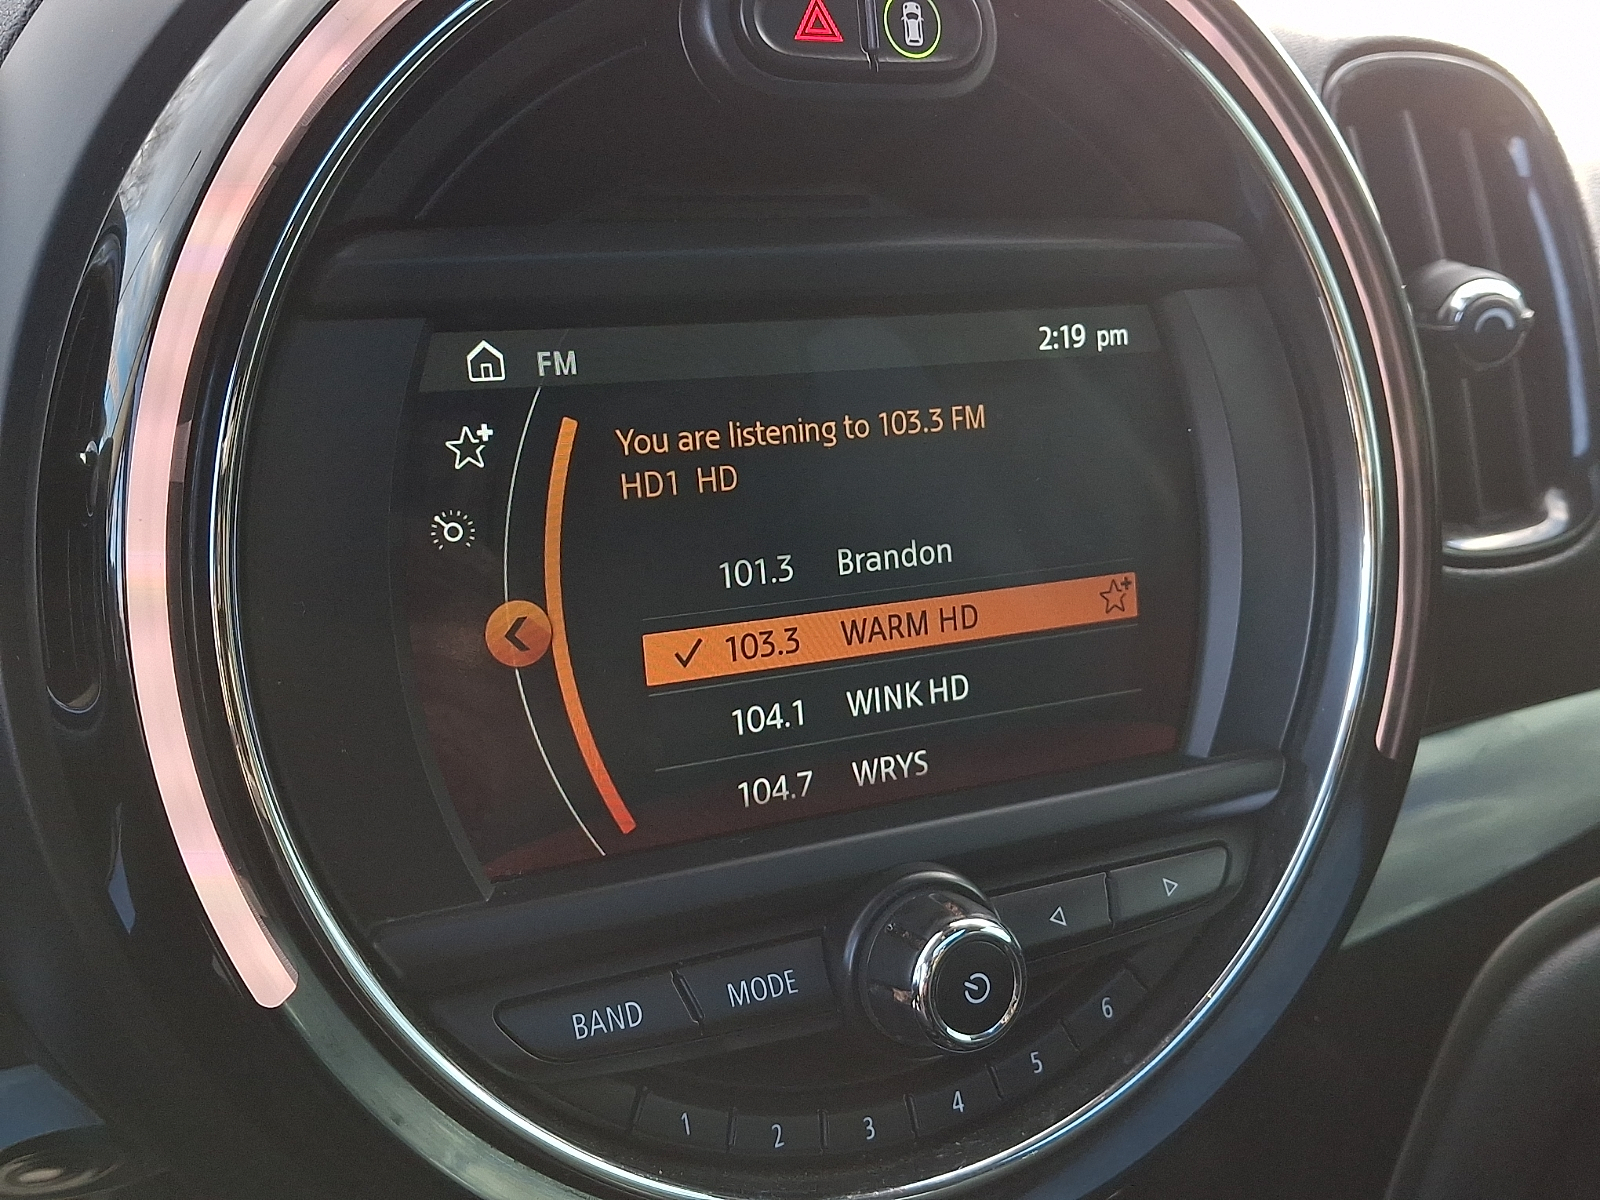 FM 2:19 pm
You are listening to 103.3 FM
HD1 HD
101.3 Brandon
103.3 WARM HD
104.1 WINK HD
104.7 WRYS
BAND MODE
1 2 3 4 5 6